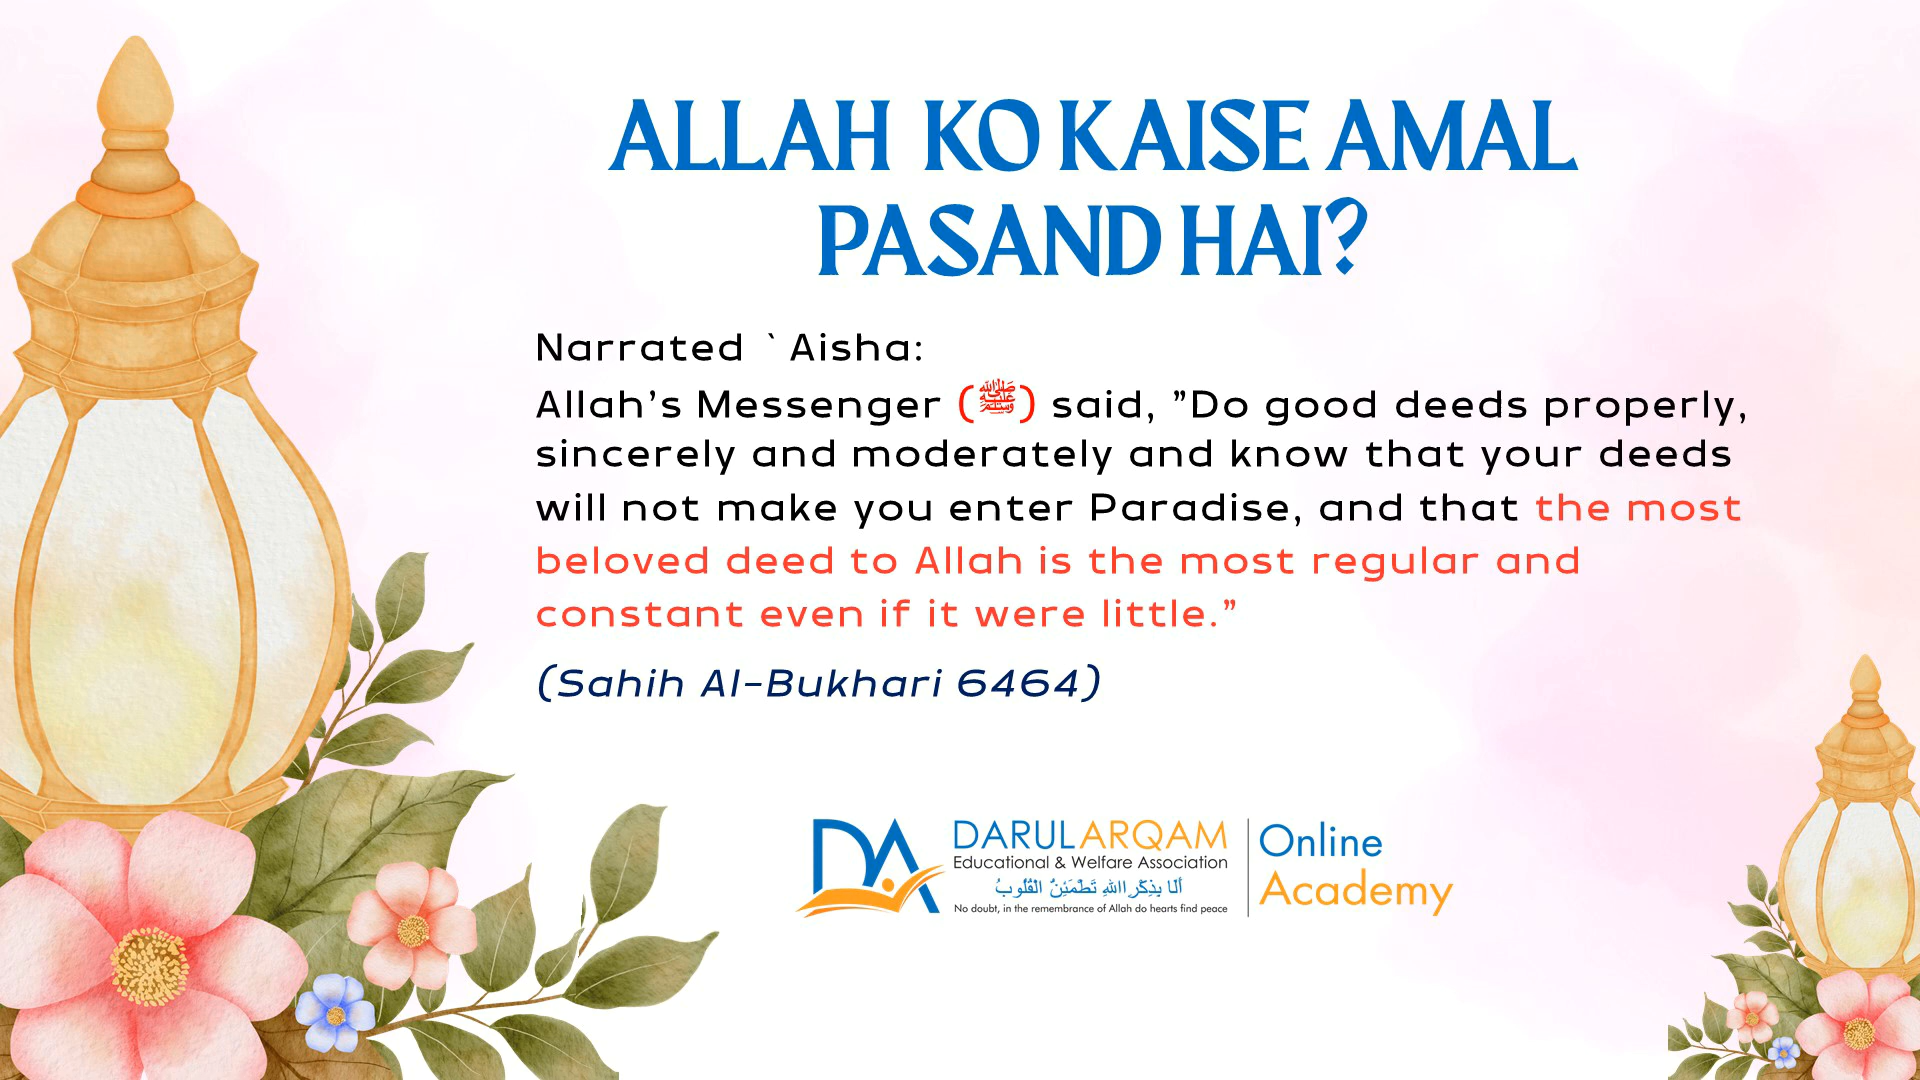 ALLAH KO KAISE AMAL
PASAND HAI?
Narrated `Aisha:
Allah's Messenger (ﷺ) said, "Do good deeds properly,
sincerely and moderately and know that your deeds
will not make you enter Paradise, and that the most
beloved deed to Allah is the most regular and
constant even if it were little."
(Sahih Al-Bukhari 6464)
DA
DARULARQAM
Educational & Welfare Association
أَلَا بِذِكْرِ اللهِ تَطْمَئِنُّ الْقُلُوبُ
No doubt, in the remembrance of Allah do hearts find peace
Online
Academy